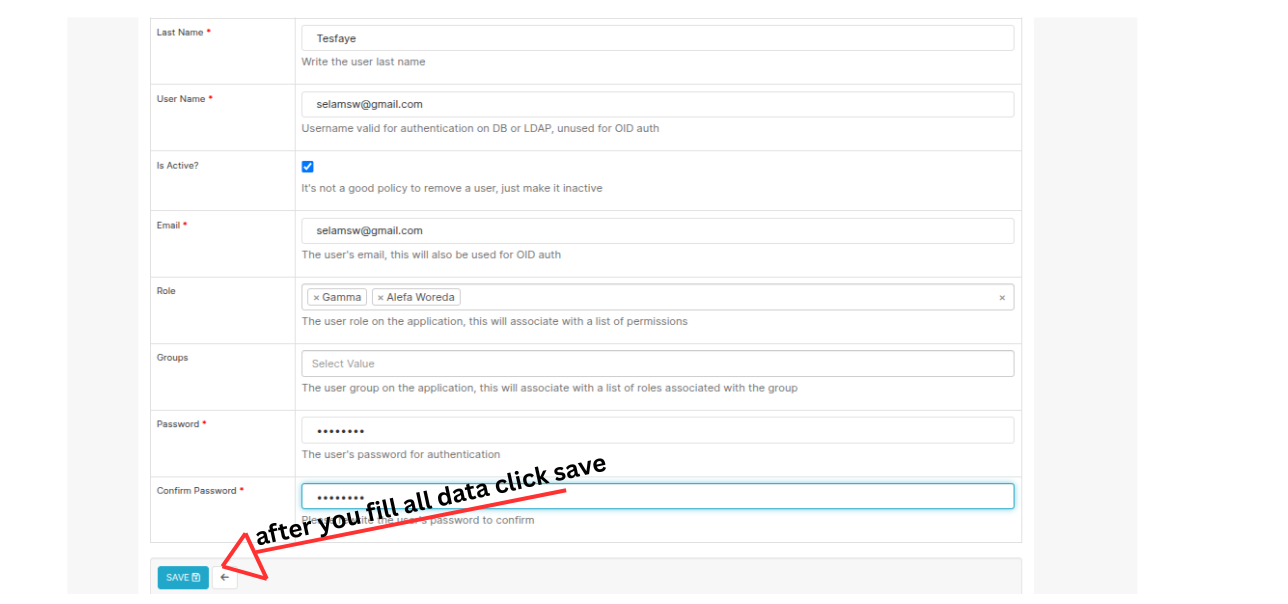 Last Name *
Tesfaye
Write the user last name
User Name *
selamsw@gmail.com
Username valid for authentication on DB or LDAP, unused for OID auth
Is Active?
It's not a good policy to remove a user, just make it inactive
Email *
selamsw@gmail.com
The user's email, this will also be used for OID auth
Role
× Gamma × Alefa Woreda ×
The user role on the application, this will associate with a list of permissions
Groups
Select Value
The user group on the application, this will associate with a list of roles associated with the group
Password *
••••••••
The user's password for authentication
Confirm Password *
••••••••
after you fill all data click save
Please rewrite the user's password to confirm
SAVE